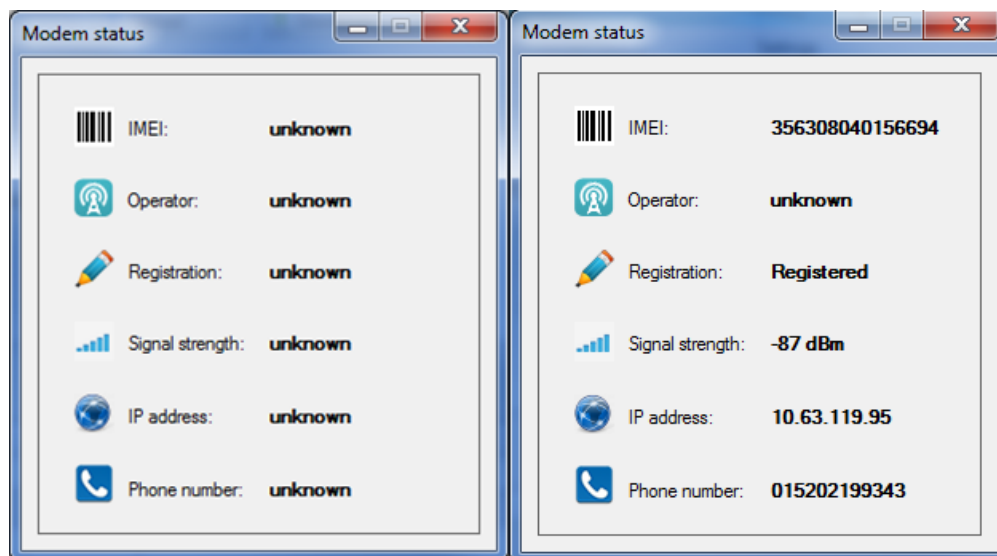 Modem status
IMEI: unknown
Operator: unknown
Registration: unknown
Signal strength: unknown
IP address: unknown
Phone number: unknown
Modem status
IMEI: 356308040156694
Operator: unknown
Registration: Registered
Signal strength: -87 dBm
IP address: 10.63.119.95
Phone number: 015202199343